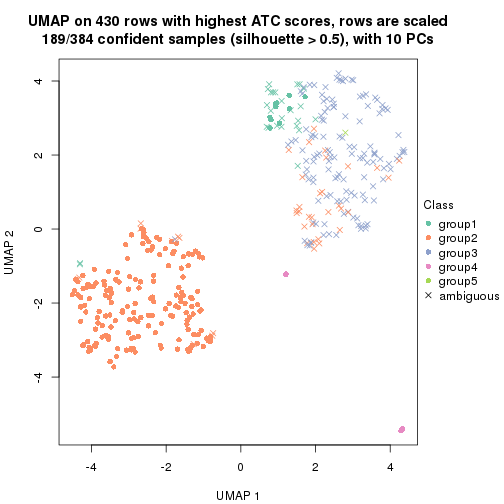 UMAP on 430 rows with highest ATC scores, rows are scaled
189/384 confident samples (silhouette > 0.5), with 10 PCs
4
2
0
-2
-4
UMAP 2
-4
-2
0
2
4
UMAP 1
Class
group1
group2
group3
group4
group5
ambiguous